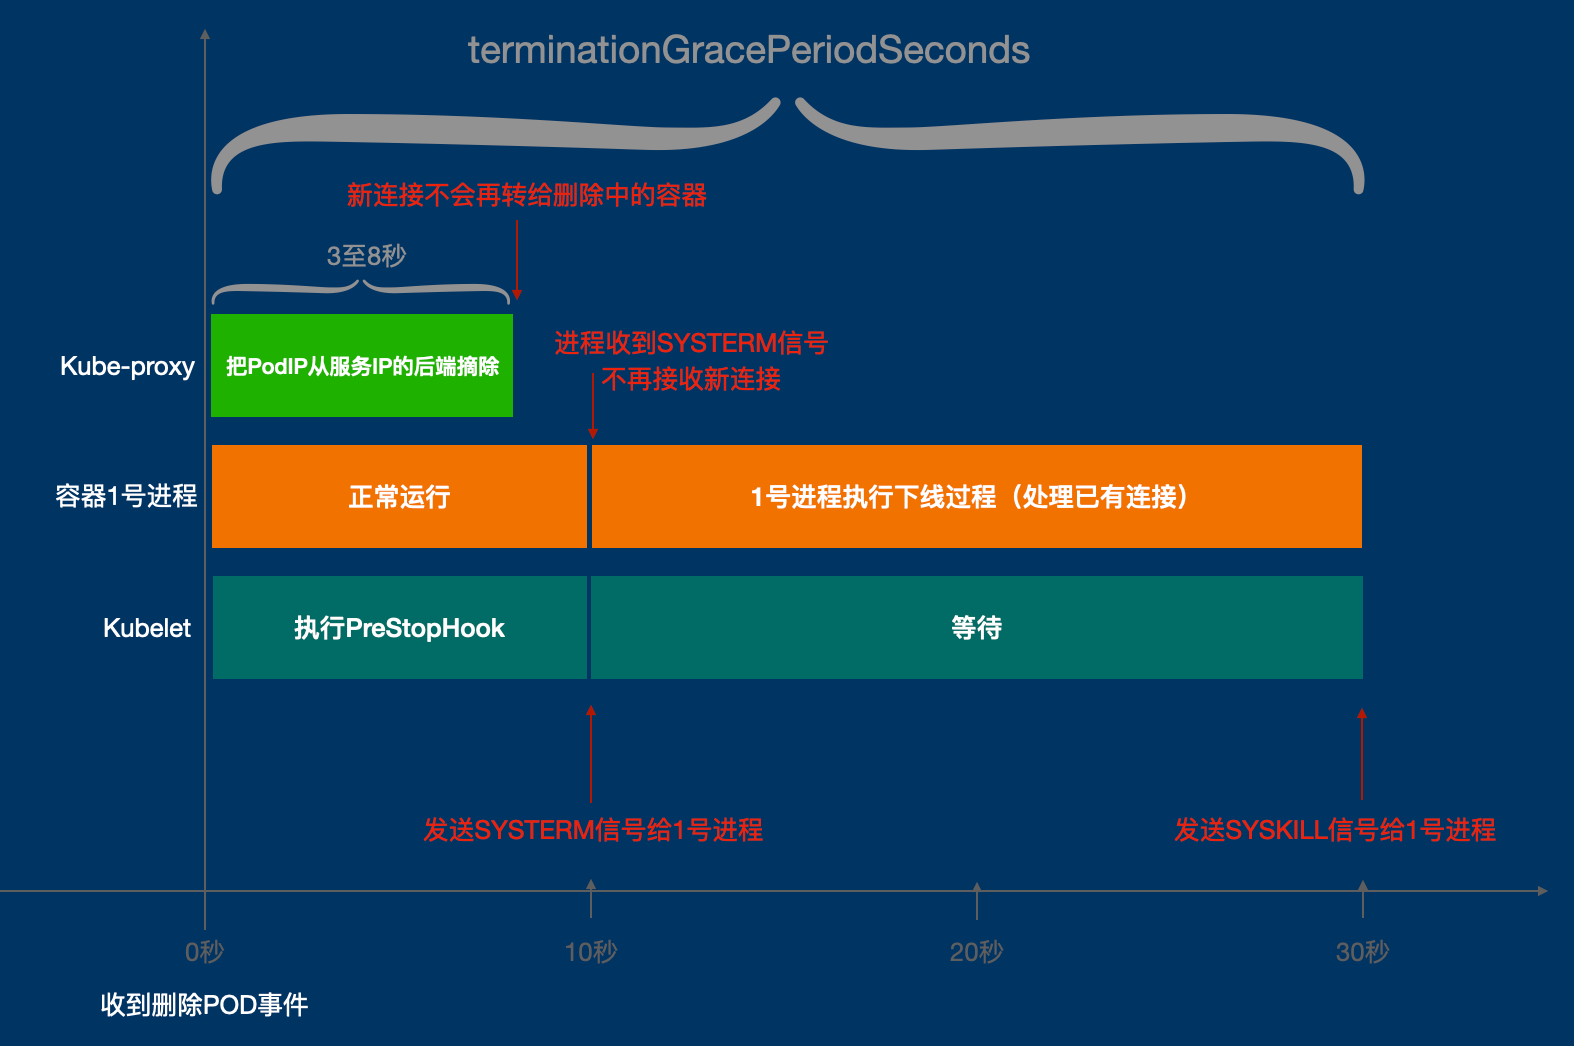 terminationGracePeriodSeconds
新连接不会再转给删除中的容器
3至8秒
Kube-proxy
把PodIP从服务IP的后端摘除
进程收到SYSTERM信号
不再接收新连接
容器1号进程
正常运行
1号进程执行下线过程（处理已有连接）
Kubelet
执行PreStopHook
等待
发送SYSTERM信号给1号进程
发送SYSKILL信号给1号进程
0秒
10秒
20秒
30秒
收到删除POD事件